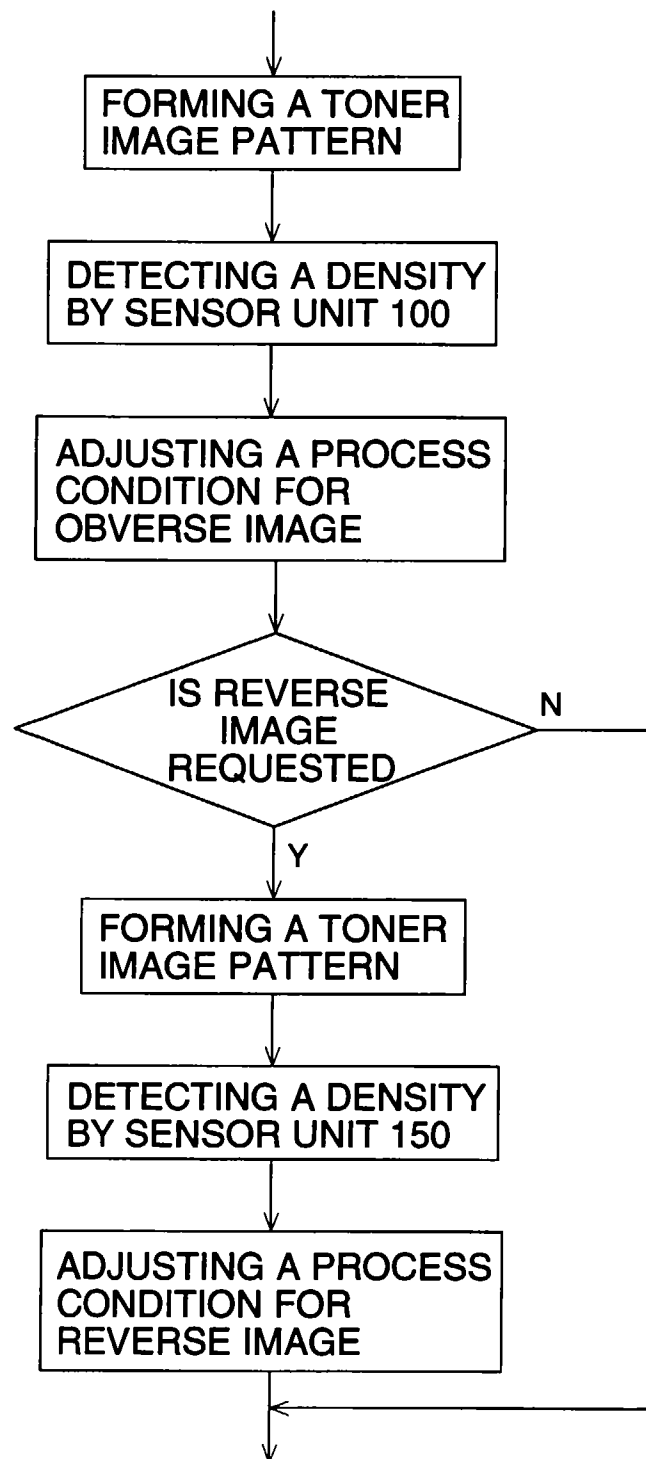 FORMING A TONER
IMAGE PATTERN
DETECTING A DENSITY
BY SENSOR UNIT 100
ADJUSTING A PROCESS
CONDITION FOR
OBVERSE IMAGE
IS REVERSE
IMAGE
REQUESTED
N
Y
FORMING A TONER
IMAGE PATTERN
DETECTING A DENSITY
BY SENSOR UNIT 150
ADJUSTING A PROCESS
CONDITION FOR
REVERSE IMAGE